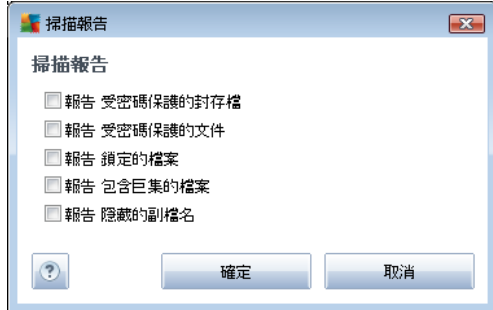 掃描報告
掃描報告
報告 受密碼保護的封存檔
報告 受密碼保護的文件
報告 鎖定的檔案
報告 包含巨集的檔案
報告 隱藏的副檔名
?
確定
取消